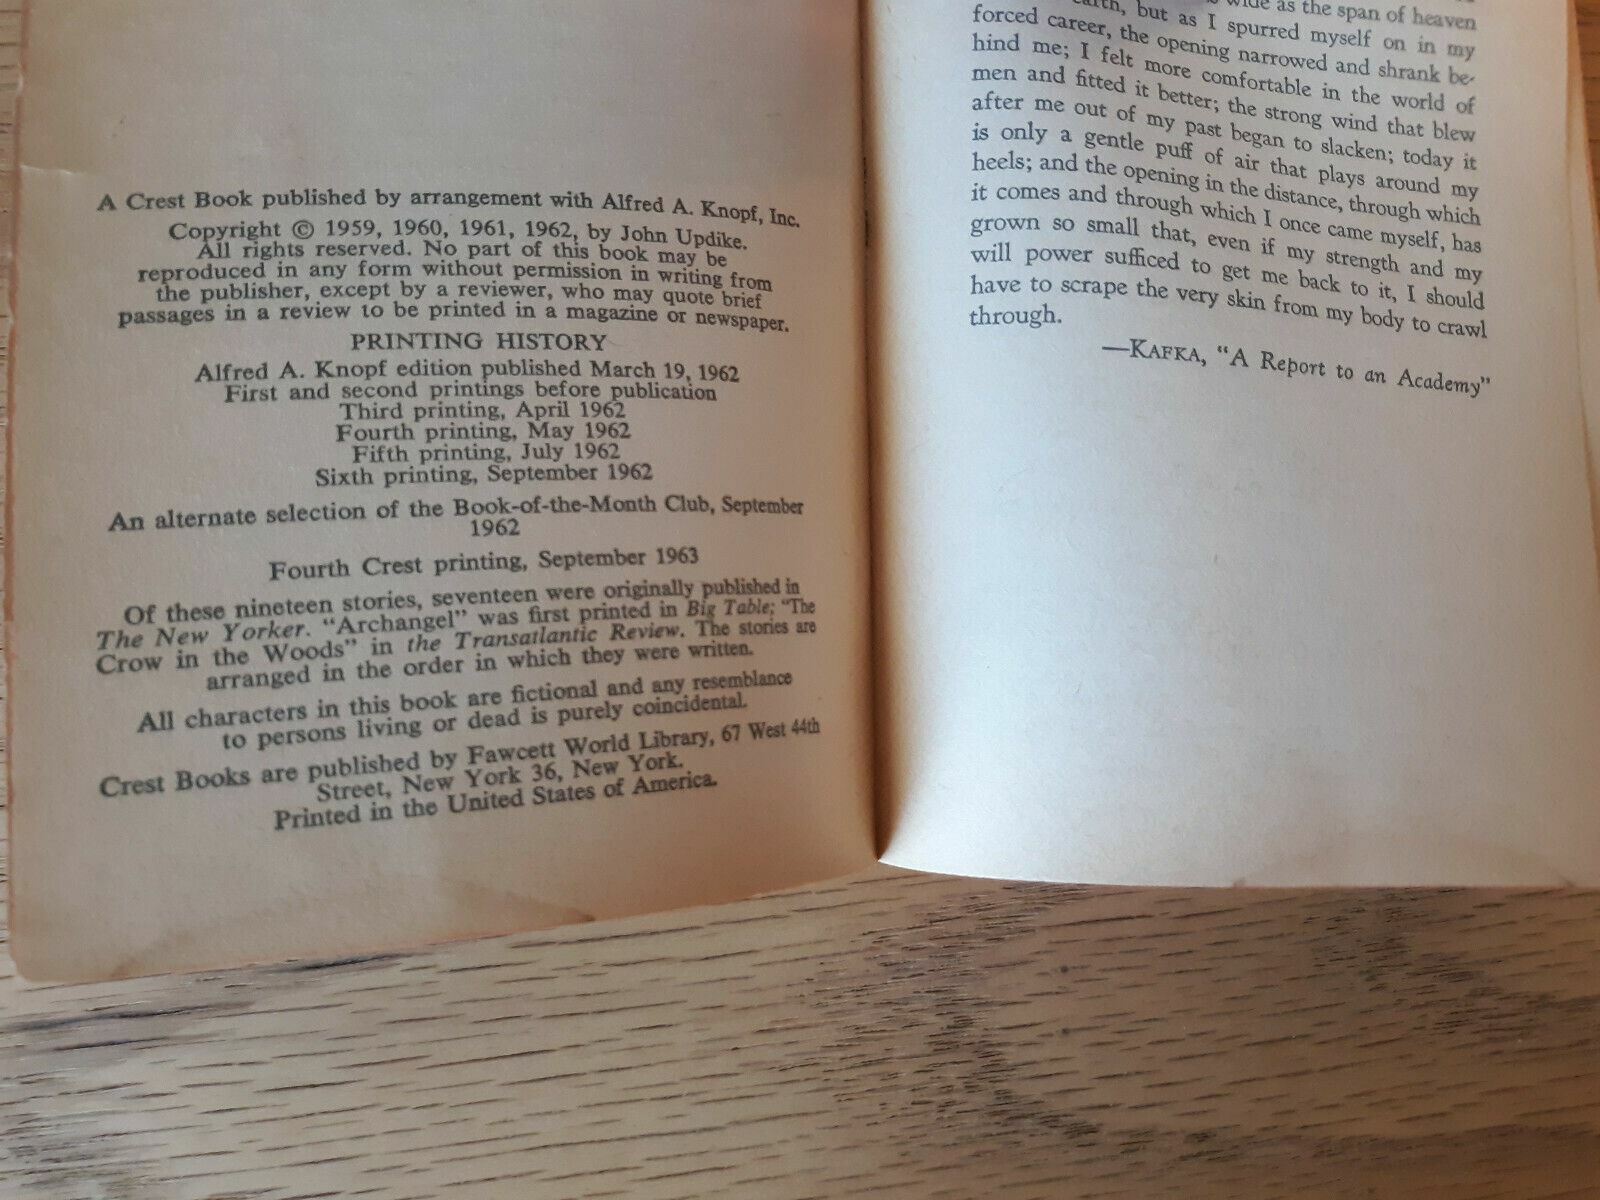 A Crest Book published by arrangement with Alfred A. Knopf, Inc.
Copyright © 1959, 1960, 1961, 1962, by John Updike.
All rights reserved. No part of this book may be
reproduced in any form without permission in writing from
the publisher, except by a reviewer, who may quote brief
passages in a review to be printed in a magazine or newspaper.
PRINTING HISTORY
Alfred A. Knopf edition published March 19, 1962
First and second printings before publication
Third printing, April 1962
Fourth printing, May 1962
Fifth printing, July 1962
Sixth printing, September 1962
An alternate selection of the Book-of-the-Month Club, September
1962
Fourth Crest printing, September 1963
Of these nineteen stories, seventeen were originally published in
The New Yorker. "Archangel" was first printed in Big Table; "The
Crow in the Woods" in the Transatlantic Review. The stories are
arranged in the order in which they were written.
All characters in this book are fictional and any resemblance
to persons living or dead is purely coincidental.
Crest Books are published by Fawcett World Library, 67 West 44th
Street, New York 36, New York.
Printed in the United States of America.
wide as the span of heaven
earth, but as I spurred myself on in my
forced career, the opening narrowed and shrank be-
hind me; I felt more comfortable in the world of
men and fitted it better; the strong wind that blew
after me out of my past began to slacken; today it
is only a gentle puff of air that plays around my
heels; and the opening in the distance, through which
it comes and through which I once came myself, has
grown so small that, even if my strength and my
will power sufficed to get me back to it, I should
have to scrape the very skin from my body to crawl
through.
—KAFKA, "A Report to an Academy"